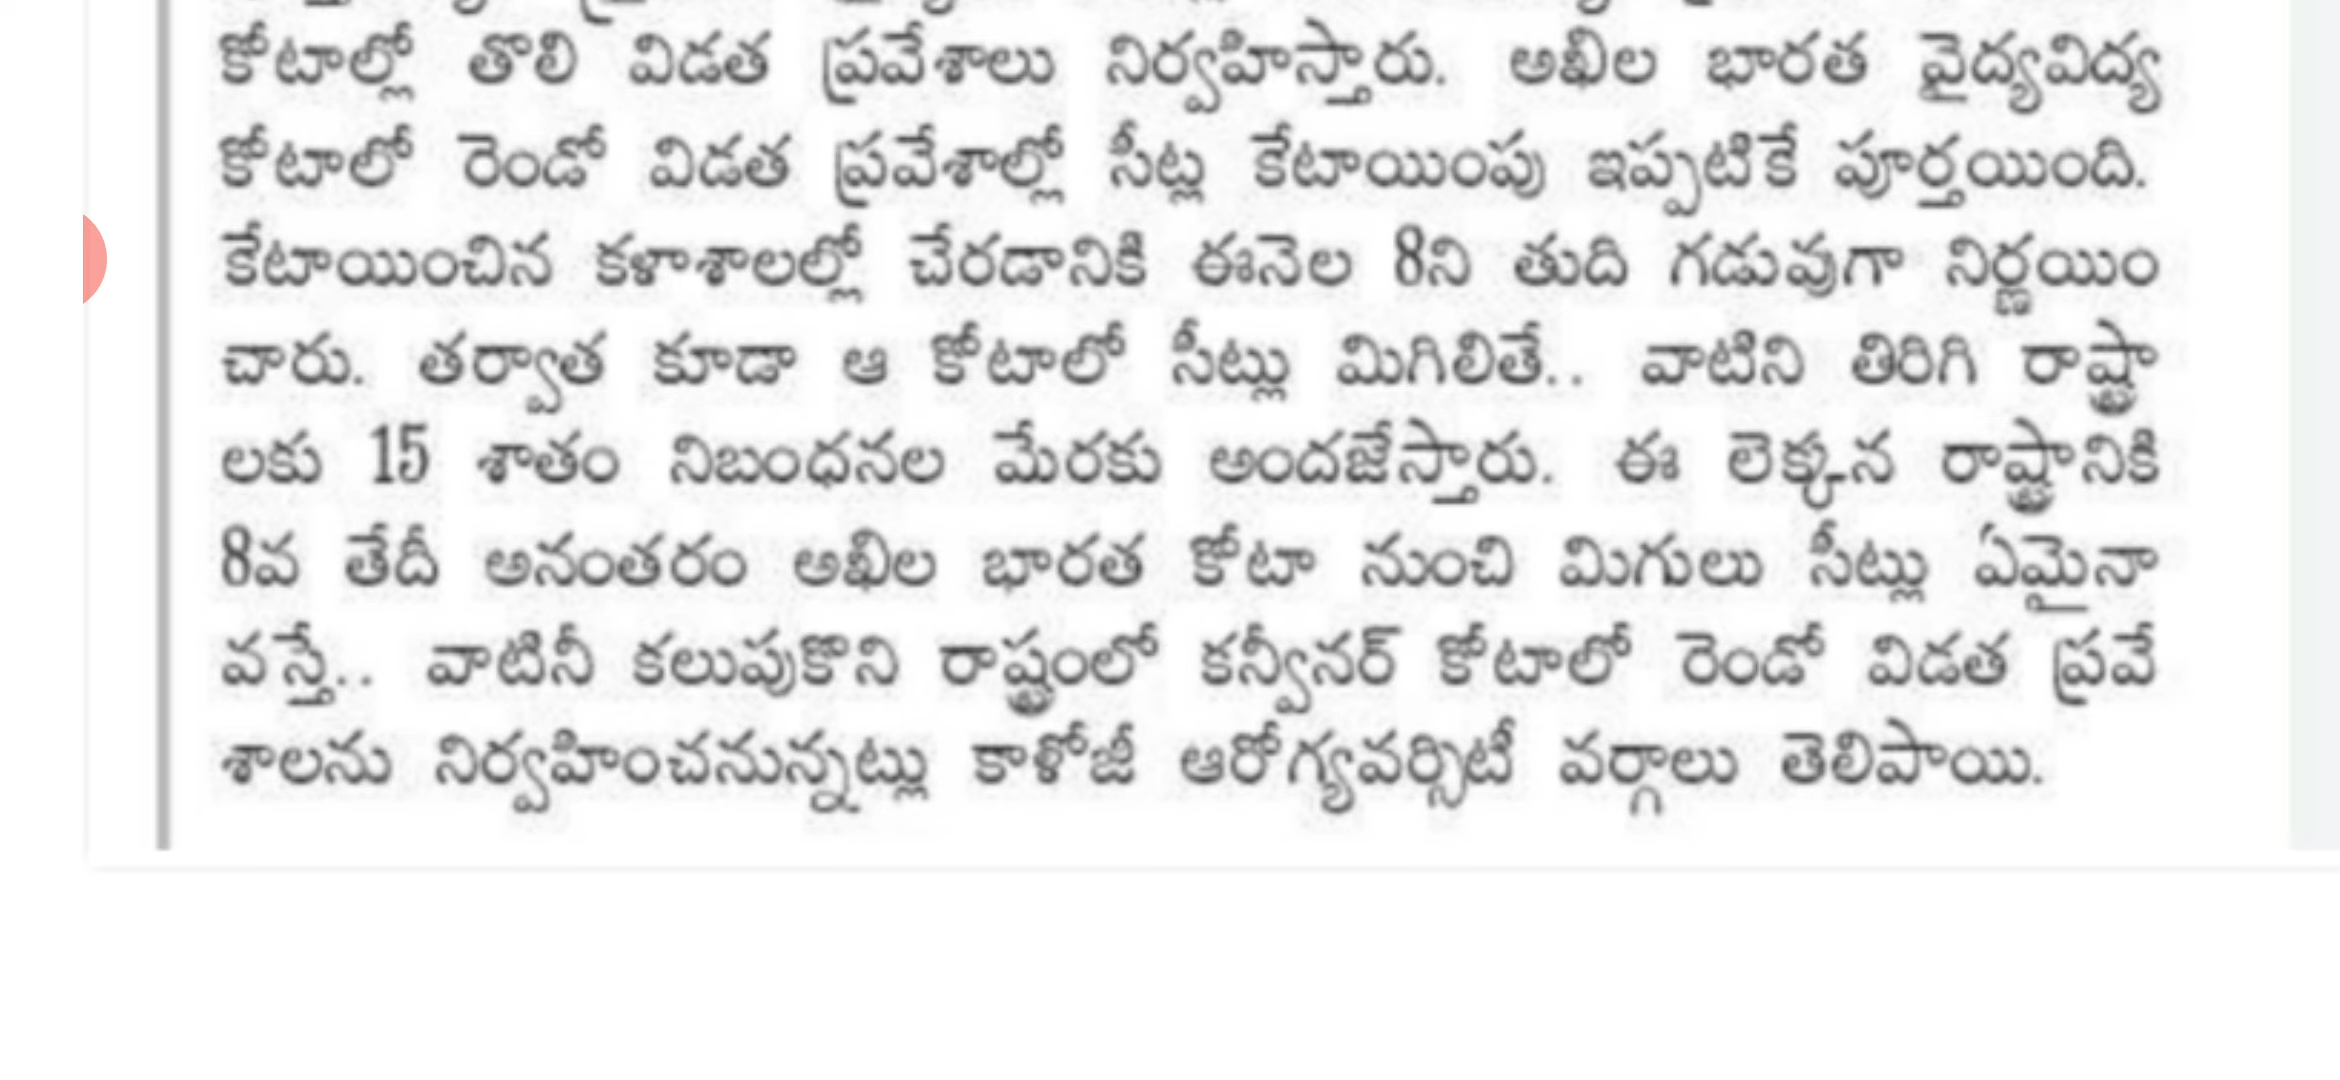 కోటాల్లో తొలి విడత ప్రవేశాలు నిర్వహిస్తారు. అఖిల భారత వైద్యవిద్య
కోటాలో రెండో విడత ప్రవేశాల్లో సీట్ల కేటాయింపు ఇప్పటికే పూర్తయింది.
కేటాయించిన కళాశాలల్లో చేరడానికి ఈనెల 8ని తుది గడువుగా నిర్ణయిం
చారు. తర్వాత కూడా ఆ కోటాలో సీట్లు మిగిలితే.. వాటిని తిరిగి రాష్ట్రా
లకు 15 శాతం నిబంధనల మేరకు అందజేస్తారు. ఈ లెక్కన రాష్ట్రానికి
8వ తేదీ అనంతరం అఖిల భారత కోటా నుంచి మిగులు సీట్లు ఏమైనా
వస్తే.. వాటినీ కలుపుకొని రాష్ట్రంలో కన్వీనర్ కోటాలో రెండో విడత ప్రవే
శాలను నిర్వహించనున్నట్లు కాళోజీ ఆరోగ్యవర్సిటీ వర్గాలు తెలిపాయి.